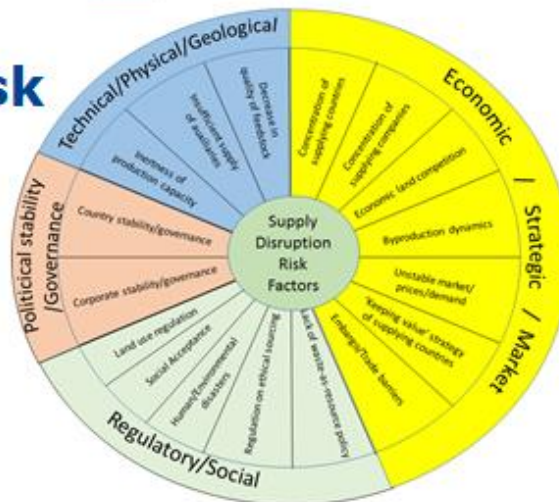 sk
Technical/Physical/Geological
Decrease in
quality of feedstock
Insufficient supply
of auxiliaries
Inertness of
production capacity
Economic / Strategic / Market
Concentration of
supplying countries
Concentration of
supplying companies
Economic land competition
Byproduction dynamics
Unstable market/
prices/demand
'Keeping value' strategy
of supplying countries
Embargo/Trade barriers
Regulatory/Social
Lack of waste-as-resource policy
Regulation on ethical sourcing
Human/Environmental
disasters
Social Acceptance
Land use regulation
Politicical stability
/Governance
Corporate stability/governance
Country stability/governance
Supply
Disruption
Risk
Factors